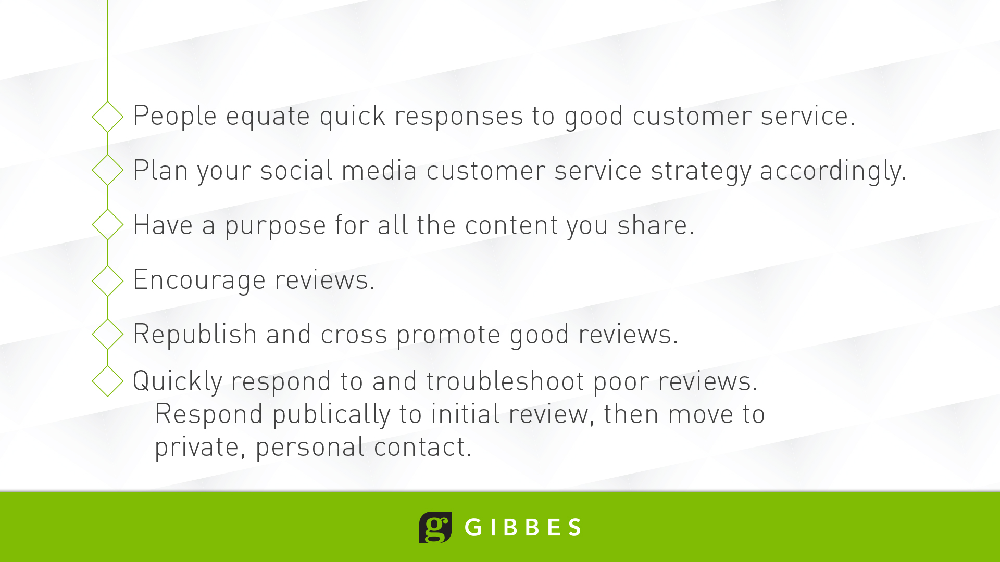 People equate quick responses to good customer service.
Plan your social media customer service strategy accordingly.
Have a purpose for all the content you share.
Encourage reviews.
Republish and cross promote good reviews.
Quickly respond to and troubleshoot poor reviews.
Respond publically to initial review, then move to
private, personal contact.
g GIBBES